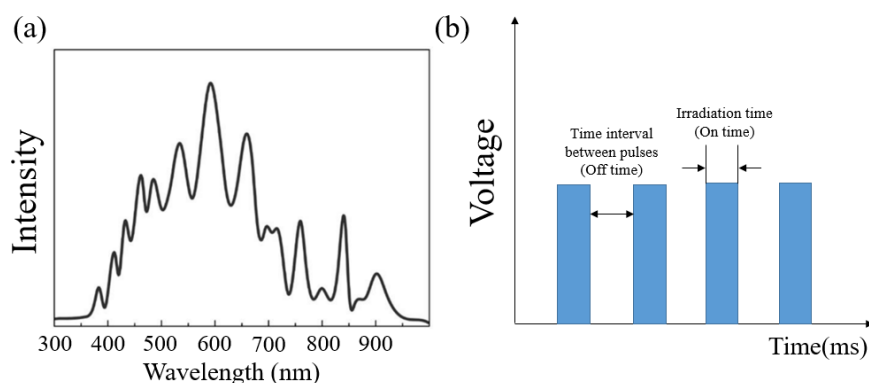 (a)
Intensity
300 400 500 600 700 800 900
Wavelength (nm)
(b)
Voltage
Time interval
between pulses
(Off time)
Irradiation time
(On time)
Time(ms)